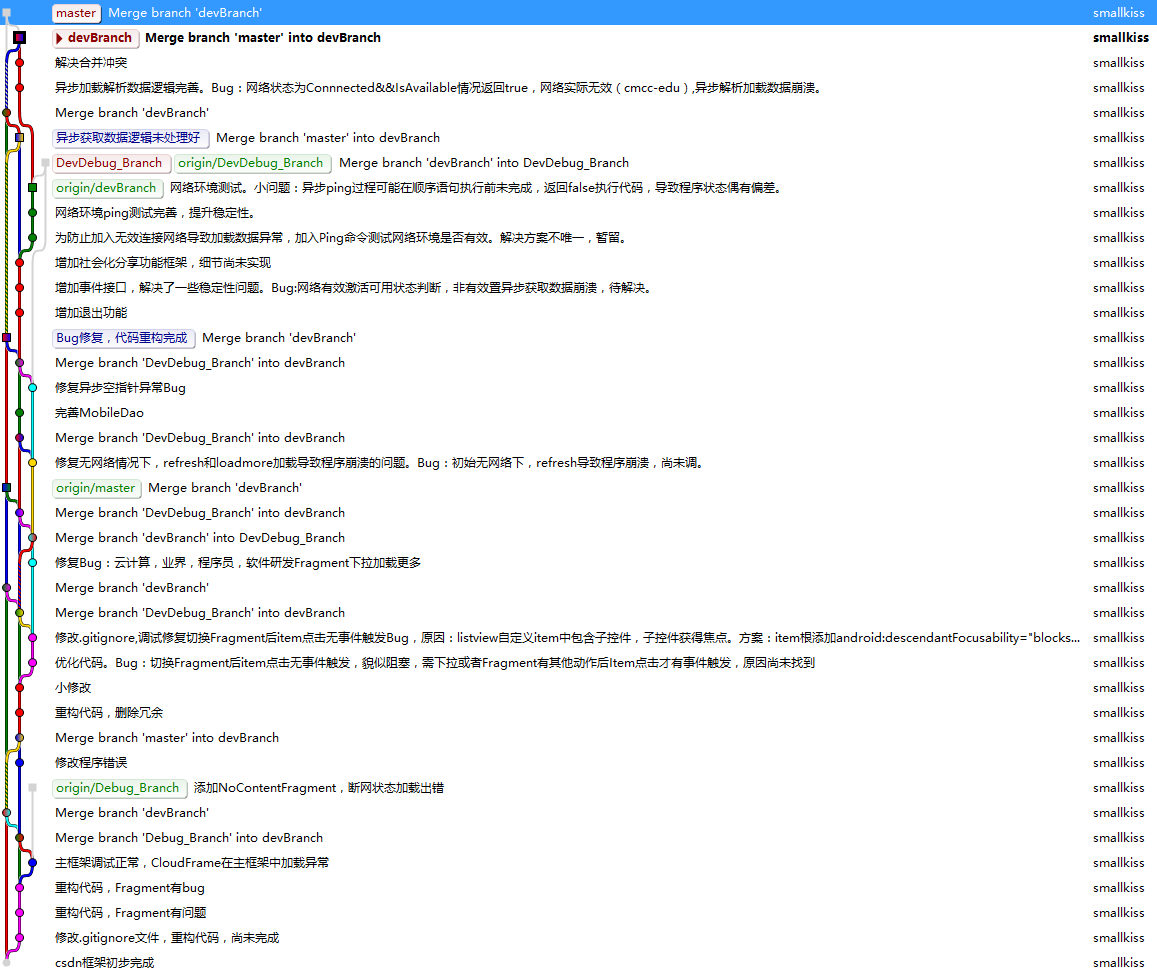 master Merge branch 'devBranch' smallkiss
devBranch Merge branch 'master' into devBranch smallkiss
解决合并冲突 smallkiss
异步加载解析数据逻辑完善。Bug：网络状态为Connnected&&IsAvailable情况返回true，网络实际无效（cmcc-edu）,异步解析加载数据崩溃。 smallkiss
Merge branch 'devBranch' smallkiss
异步获取数据逻辑未处理好 Merge branch 'master' into devBranch smallkiss
DevDebug_Branch origin/DevDebug_Branch Merge branch 'devBranch' into DevDebug_Branch smallkiss
origin/devBranch 网络环境测试。小问题：异步ping过程可能在顺序语句执行前未完成，返回false执行代码，导致程序状态偶有偏差。 smallkiss
网络环境ping测试完善，提升稳定性。 smallkiss
为防止加入无效连接网络导致加载数据异常，加入Ping命令测试网络环境是否有效。解决方案不唯一，暂留。 smallkiss
增加社会化分享功能框架，细节尚未实现 smallkiss
增加事件接口，解决了一些稳定性问题。Bug:网络有效激活可用状态判断，非有效置异步获取数据崩溃，待解决。 smallkiss
增加退出功能 smallkiss
Bug修复，代码重构完成 Merge branch 'devBranch' smallkiss
Merge branch 'DevDebug_Branch' into devBranch smallkiss
修复异步空指针异常Bug smallkiss
完善MobileDao smallkiss
Merge branch 'DevDebug_Branch' into devBranch smallkiss
修复无网络情况下，refresh和loadmore加载导致程序崩溃的问题。Bug：初始无网络下，refresh导致程序崩溃，尚未调。 smallkiss
origin/master Merge branch 'devBranch' smallkiss
Merge branch 'DevDebug_Branch' into devBranch smallkiss
Merge branch 'devBranch' into DevDebug_Branch smallkiss
修复Bug：云计算，业界，程序员，软件研发Fragment下拉加载更多 smallkiss
Merge branch 'devBranch' smallkiss
Merge branch 'DevDebug_Branch' into devBranch smallkiss
修改.gitignore,调试修复切换Fragment后item点击无事件触发Bug，原因：listview自定义item中包含子控件，子控件获得焦点。方案：item根添加android:descendantFocusability="blocks... smallkiss
优化代码。Bug：切换Fragment后item点击无事件触发，貌似阻塞，需下拉或者Fragment有其他动作后Item点击才有事件触发，原因尚未找到 smallkiss
小修改 smallkiss
重构代码，删除冗余 smallkiss
Merge branch 'master' into devBranch smallkiss
修改程序错误 smallkiss
origin/Debug_Branch 添加NoContentFragment，断网状态加载出错 smallkiss
Merge branch 'devBranch' smallkiss
Merge branch 'Debug_Branch' into devBranch smallkiss
主框架调试正常，CloudFrame在主框架中加载异常 smallkiss
重构代码，Fragment有bug smallkiss
重构代码，Fragment有问题 smallkiss
修改.gitignore文件，重构代码，尚未完成 smallkiss
csdn框架初步完成 smallkiss